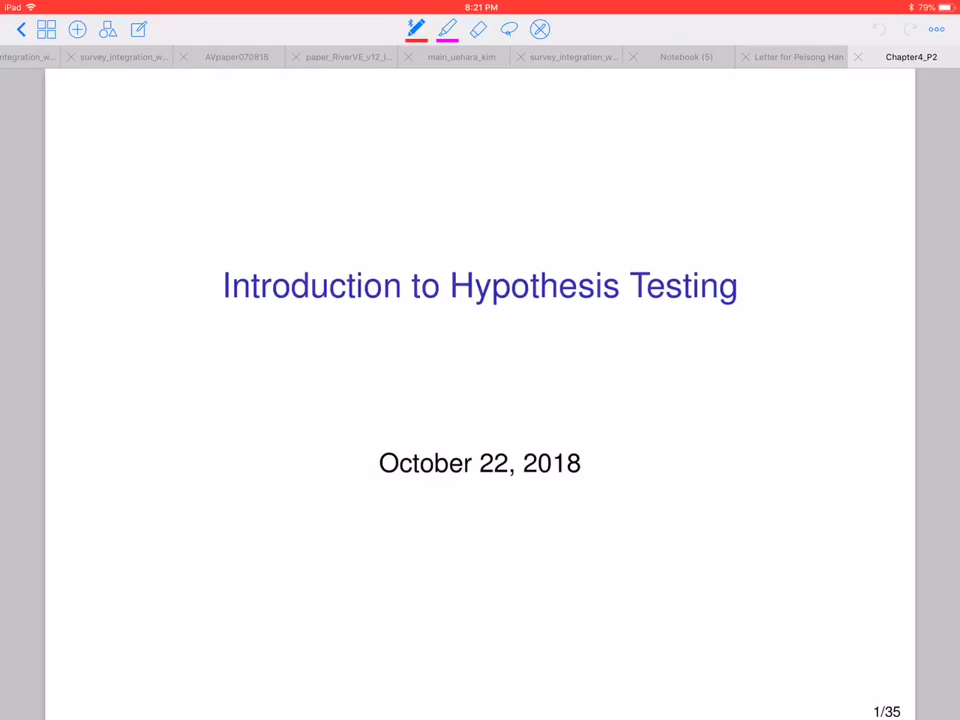 iPad 8:21 PM 79%
ntegration_w... survey_integration_w... AVpaper070818 paper_RiverVE_v12_l... main_uehara_kim survey_integration_w... Notebook (5) Letter for Peisong Han Chapter4_P2
Introduction to Hypothesis Testing
October 22, 2018
1/35